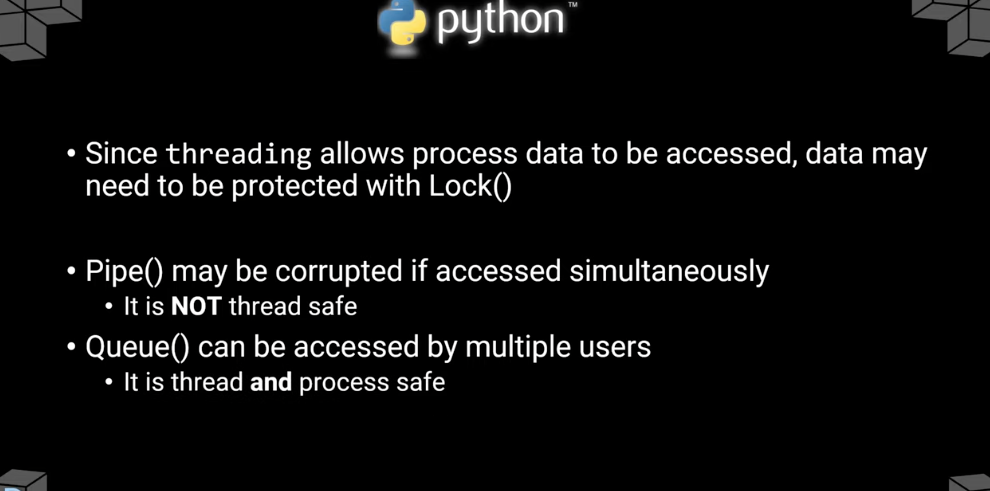 python™
• Since threading allows process data to be accessed, data may
need to be protected with Lock()
• Pipe() may be corrupted if accessed simultaneously
• It is NOT thread safe
• Queue() can be accessed by multiple users
• It is thread and process safe